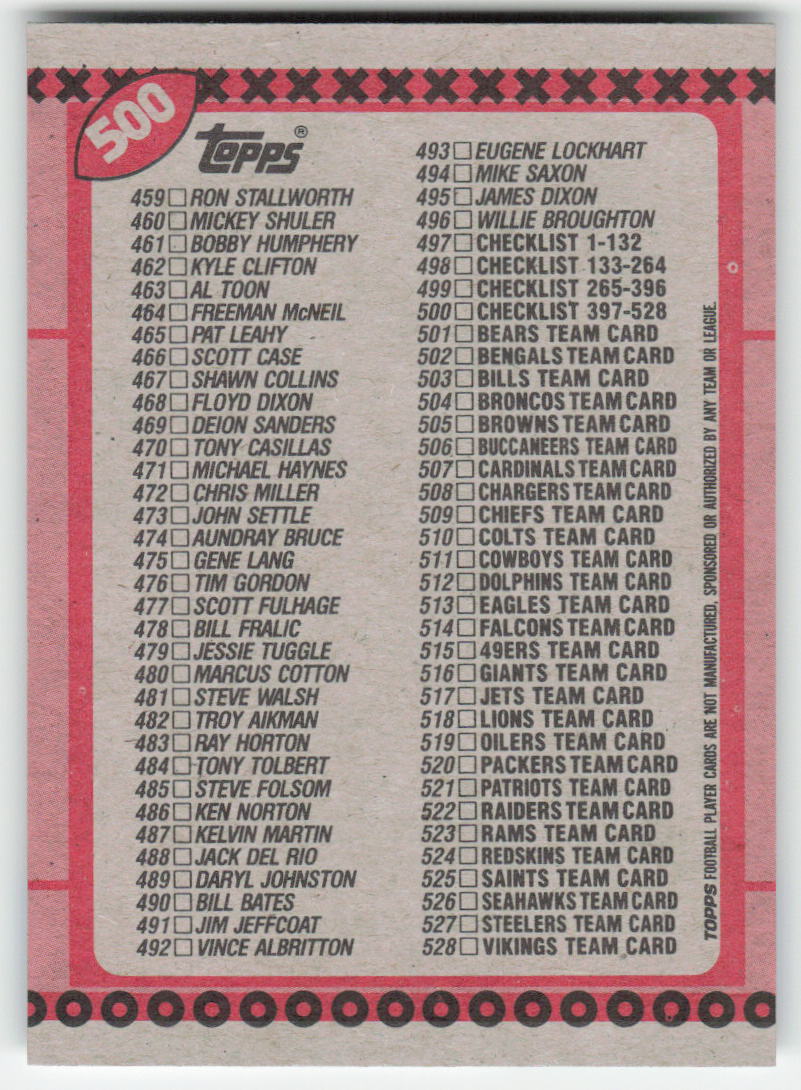 500
TOPPS®
459 RON STALLWORTH
460 MICKEY SHULER
461 BOBBY HUMPHERY
462 KYLE CLIFTON
463 AL TOON
464 FREEMAN McNEIL
465 PAT LEAHY
466 SCOTT CASE
467 SHAWN COLLINS
468 FLOYD DIXON
469 DEION SANDERS
470 TONY CASILLAS
471 MICHAEL HAYNES
472 CHRIS MILLER
473 JOHN SETTLE
474 AUNDRAY BRUCE
475 GENE LANG
476 TIM GORDON
477 SCOTT FULHAGE
478 BILL FRALIC
479 JESSIE TUGGLE
480 MARCUS COTTON
481 STEVE WALSH
482 TROY AIKMAN
483 RAY HORTON
484 TONY TOLBERT
485 STEVE FOLSOM
486 KEN NORTON
487 KELVIN MARTIN
488 JACK DEL RIO
489 DARYL JOHNSTON
490 BILL BATES
491 JIM JEFFCOAT
492 VINCE ALBRITTON
493 EUGENE LOCKHART
494 MIKE SAXON
495 JAMES DIXON
496 WILLIE BROUGHTON
497 CHECKLIST 1-132
498 CHECKLIST 133-264
499 CHECKLIST 265-396
500 CHECKLIST 397-528
501 BEARS TEAM CARD
502 BENGALS TEAM CARD
503 BILLS TEAM CARD
504 BRONCOS TEAM CARD
505 BROWNS TEAM CARD
506 BUCCANEERS TEAM CARD
507 CARDINALS TEAM CARD
508 CHARGERS TEAM CARD
509 CHIEFS TEAM CARD
510 COLTS TEAM CARD
511 COWBOYS TEAM CARD
512 DOLPHINS TEAM CARD
513 EAGLES TEAM CARD
514 FALCONS TEAM CARD
515 49ERS TEAM CARD
516 GIANTS TEAM CARD
517 JETS TEAM CARD
518 LIONS TEAM CARD
519 OILERS TEAM CARD
520 PACKERS TEAM CARD
521 PATRIOTS TEAM CARD
522 RAIDERS TEAM CARD
523 RAMS TEAM CARD
524 REDSKINS TEAM CARD
525 SAINTS TEAM CARD
526 SEAHAWKS TEAM CARD
527 STEELERS TEAM CARD
528 VIKINGS TEAM CARD
TOPPS FOOTBALL PLAYER CARDS ARE NOT MANUFACTURED, SPONSORED OR AUTHORIZED BY ANY TEAM OR LEAGUE.